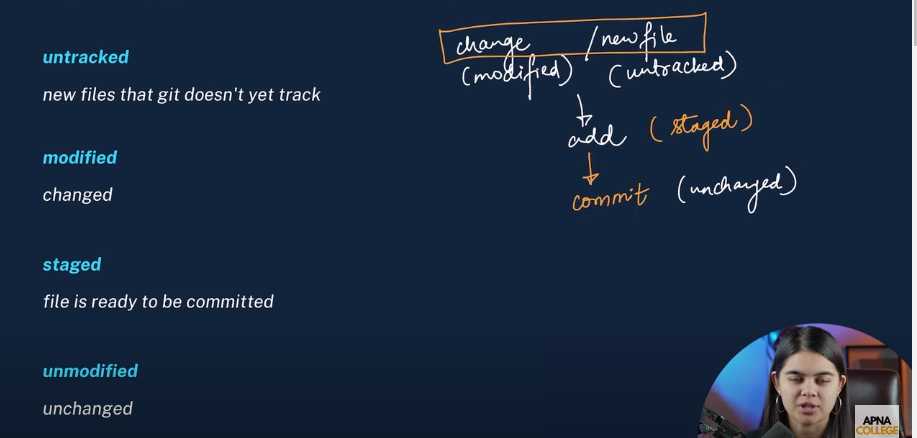 untracked
new files that git doesn't yet track
modified
changed
staged
file is ready to be committed
unmodified
unchanged
change / new file
(modified) (untracked)
add (staged)
commit (unchanged)
APNA
COLLEGE